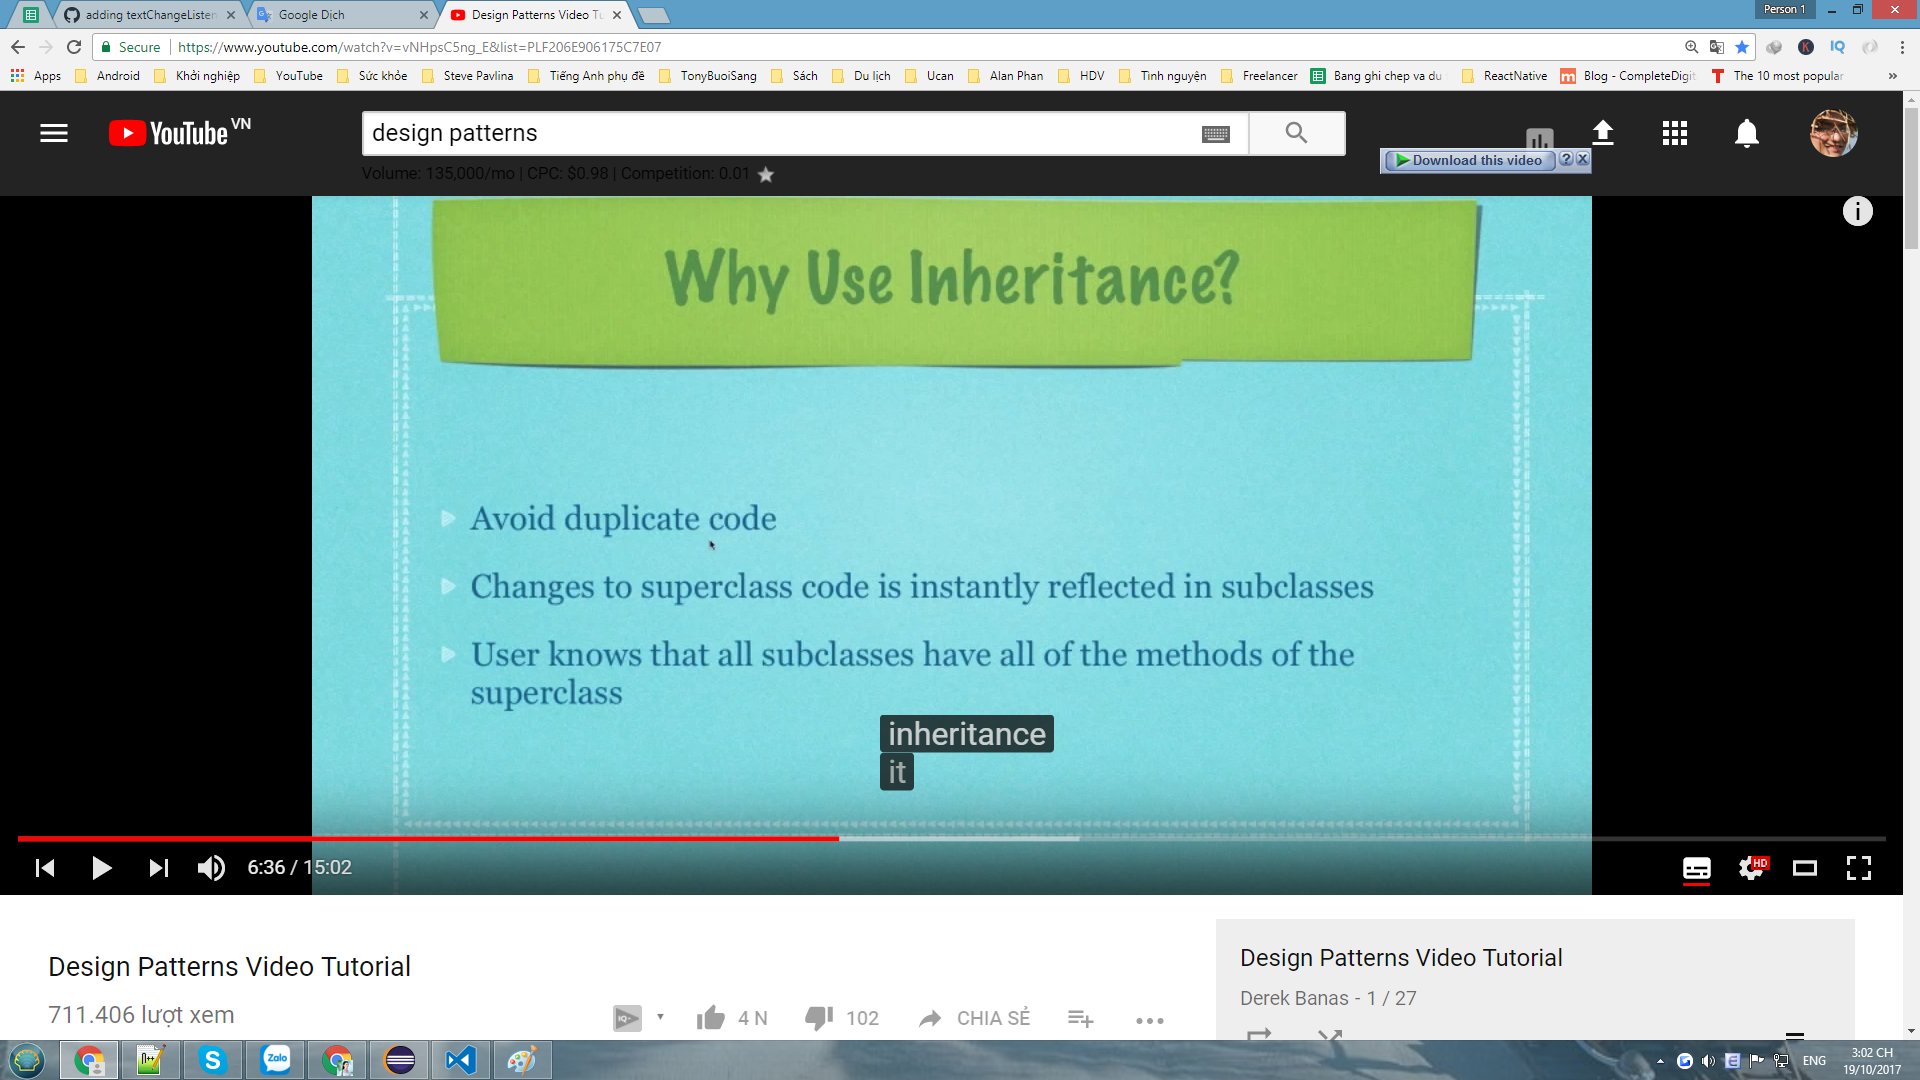 adding textChangeListen
Google Dịch
Design Patterns Video Tu
Person 1
Secure
https://www.youtube.com/watch?v=vNHpsC5ng_E&list=PLF206E906175C7E07
Apps
Android
Khởi nghiệp
YouTube
Sức khỏe
Steve Pavlina
Tiếng Anh phụ đề
TonyBuoiSang
Sách
Du lịch
Ucan
Alan Phan
HDV
Tình nguyện
Freelancer
Bang ghi chep va du
ReactNative
Blog - CompleteDigit
The 10 most popular
YouTube VN
design patterns
Download this video
Volume: 135,000/mo | CPC: $0.98 | Competition: 0.01
Why Use Inheritance?
Avoid duplicate code
Changes to superclass code is instantly reflected in subclasses
User knows that all subclasses have all of the methods of the
superclass
inheritance
it
6:36 / 15:02
HD
Design Patterns Video Tutorial
711.406 lượt xem
4 N
102
CHIA SẺ
Design Patterns Video Tutorial
Derek Banas - 1 / 27
Zalo
ENG
3:02 CH
19/10/2017